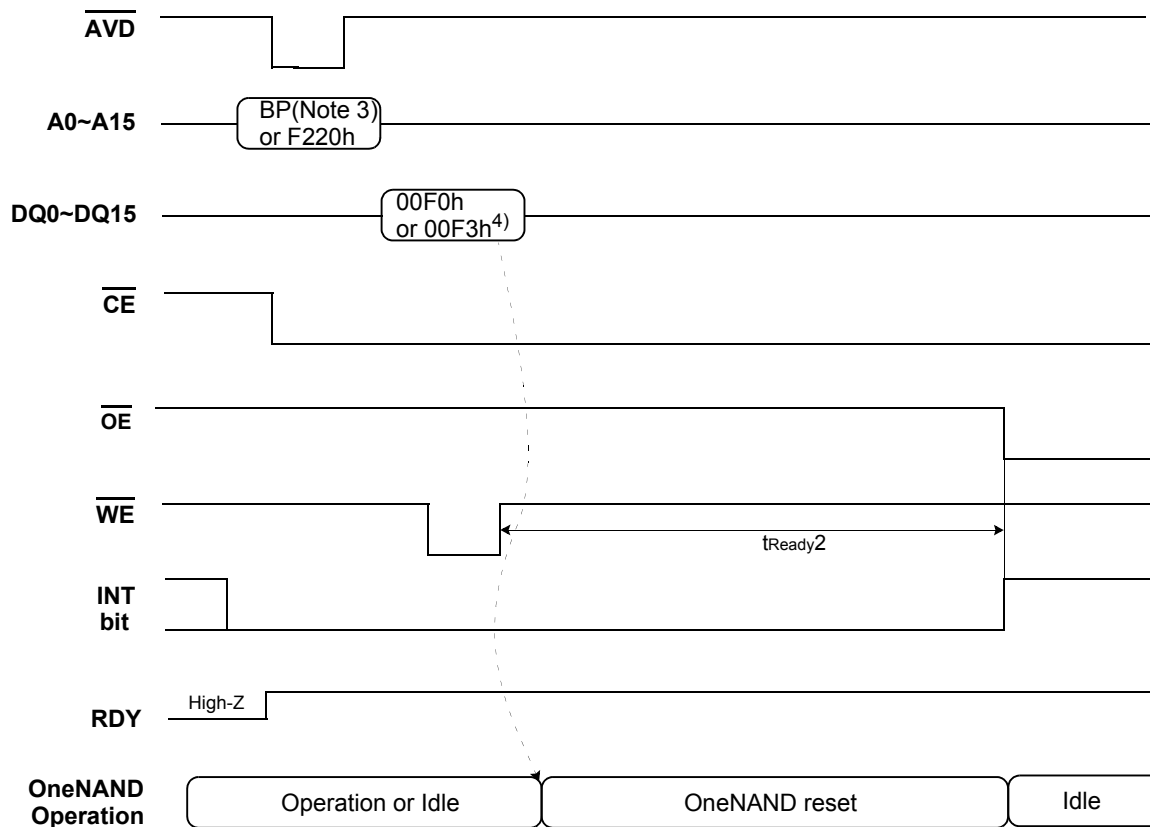 AVD
A0~A15
BP(Note 3)
or F220h
DQ0~DQ15
00F0h
or 00F3h4)
CE
OE
WE
tReady2
INT
bit
High-Z
RDY
OneNAND
Operation
Operation or Idle
OneNAND reset
Idle